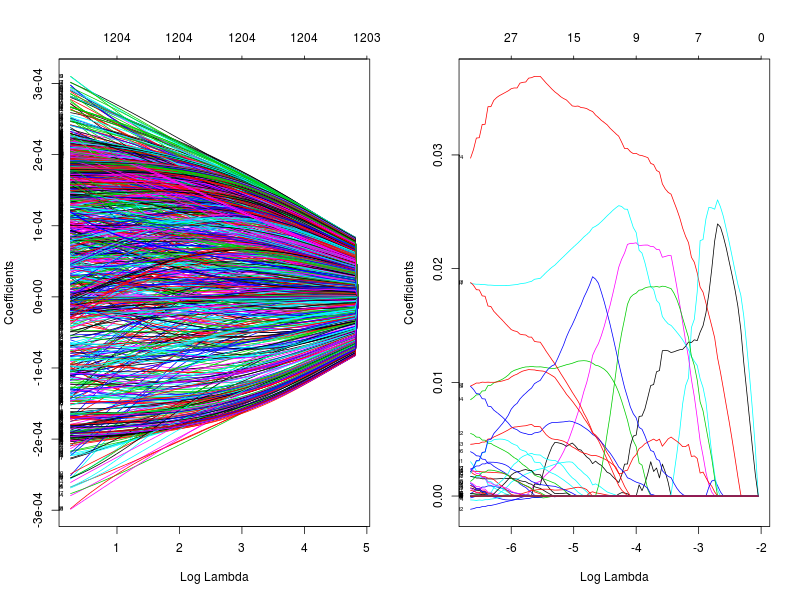 1204 1204 1204 1204 1203
3e-04
2e-04
1e-04
0e+00
-1e-04
-2e-04
-3e-04
Coefficients
1 2 3 4 5
Log Lambda
27 15 9 7 0
0.03
0.02
0.01
0.00
Coefficients
-6 -5 -4 -3 -2
Log Lambda